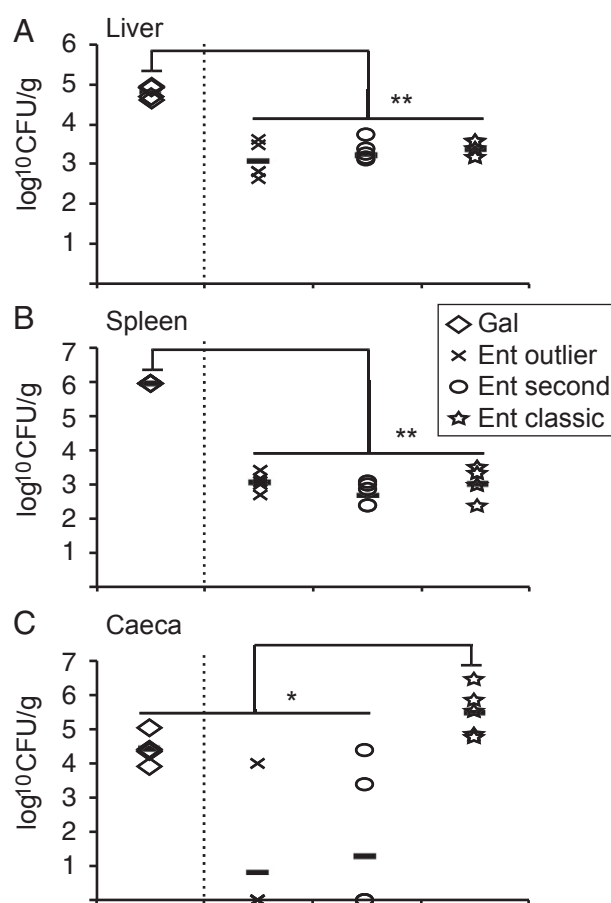 A Liver
6
5
4
3
2
1
log¹⁰CFU/g
**
B Spleen
7
6
5
4
3
2
1
log¹⁰CFU/g
**
Gal
Ent outlier
Ent second
Ent classic
C Caeca
7
6
5
4
3
2
1
log¹⁰CFU/g
*